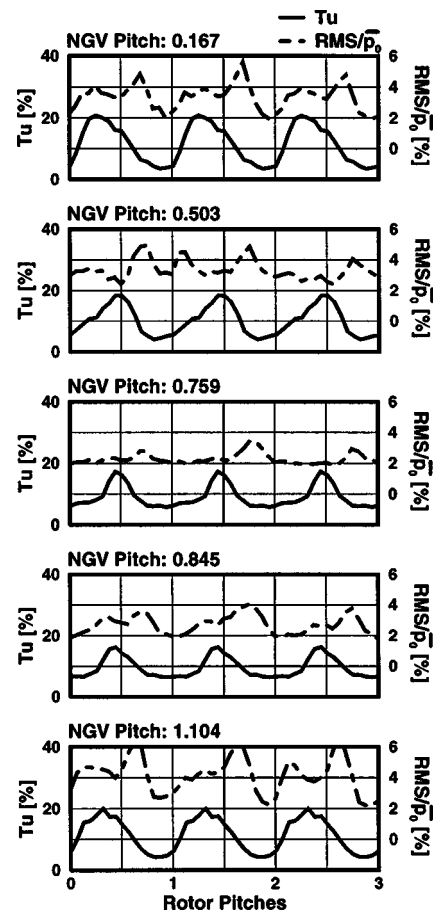 Tu
NGV Pitch: 0.167
RMS/p̅₀
40
6
Tu [%]
20
0
4
2
0
RMS/p̅₀ [%]
NGV Pitch: 0.503
40
6
Tu [%]
20
0
4
2
0
RMS/p̅₀ [%]
NGV Pitch: 0.759
40
6
Tu [%]
20
0
4
2
0
RMS/p̅₀ [%]
NGV Pitch: 0.845
40
6
Tu [%]
20
0
4
2
0
RMS/p̅₀ [%]
NGV Pitch: 1.104
40
6
Tu [%]
20
0
4
2
0
RMS/p̅₀ [%]
0 1 2 3
Rotor Pitches